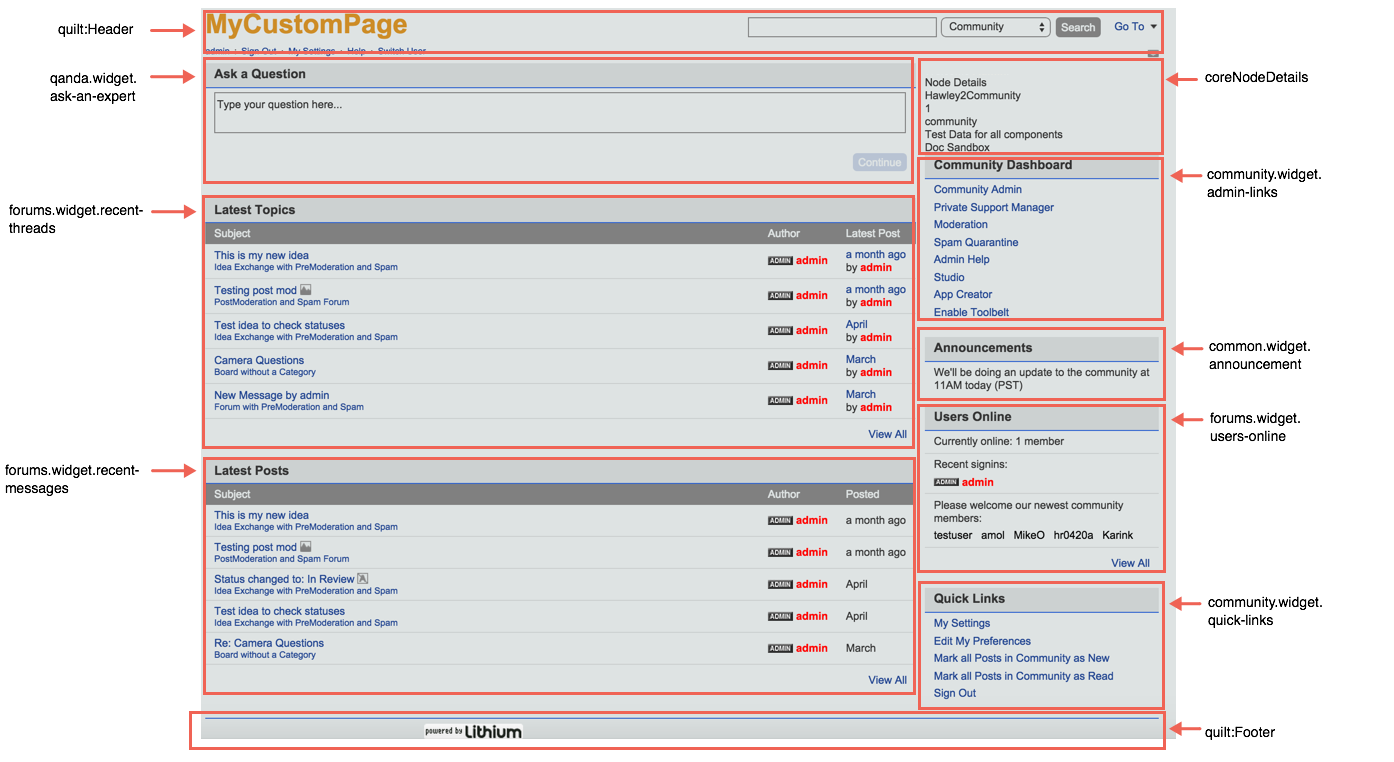 quilt:Header
MyCustomPage
Community
Search
Go To
admin · Sign Out · My Settings · Help · Switch User
qanda.widget.
ask-an-expert
Ask a Question
Type your question here...
Continue
forums.widget.recent-
threads
Latest Topics
Subject Author Latest Post
This is my new idea ADMIN admin a month ago
Idea Exchange with PreModeration and Spam by admin
Testing post mod ADMIN admin a month ago
PostModeration and Spam Forum by admin
Test idea to check statuses ADMIN admin April
Idea Exchange with PreModeration and Spam by admin
Camera Questions ADMIN admin March
Board without a Category by admin
New Message by admin ADMIN admin March
Forum with PreModeration and Spam by admin
View All
forums.widget.recent-
messages
Latest Posts
Subject Author Posted
This is my new idea ADMIN admin a month ago
Idea Exchange with PreModeration and Spam
Testing post mod ADMIN admin a month ago
PostModeration and Spam Forum
Status changed to: In Review ADMIN admin April
Idea Exchange with PreModeration and Spam
Test idea to check statuses ADMIN admin April
Idea Exchange with PreModeration and Spam
Re: Camera Questions ADMIN admin March
Board without a Category
View All
coreNodeDetails
Node Details
Hawley2Community
1
community
Test Data for all components
Doc Sandbox
community.widget.
admin-links
Community Dashboard
Community Admin
Private Support Manager
Moderation
Spam Quarantine
Admin Help
Studio
App Creator
Enable Toolbelt
common.widget.
announcement
Announcements
We'll be doing an update to the community at
11AM today (PST)
forums.widget.
users-online
Users Online
Currently online: 1 member
Recent signins:
ADMIN admin
Please welcome our newest community
members:
testuser amol MikeO hr0420a Karink
View All
community.widget.
quick-links
Quick Links
My Settings
Edit My Preferences
Mark all Posts in Community as New
Mark all Posts in Community as Read
Sign Out
quilt:Footer
powered by Lithium